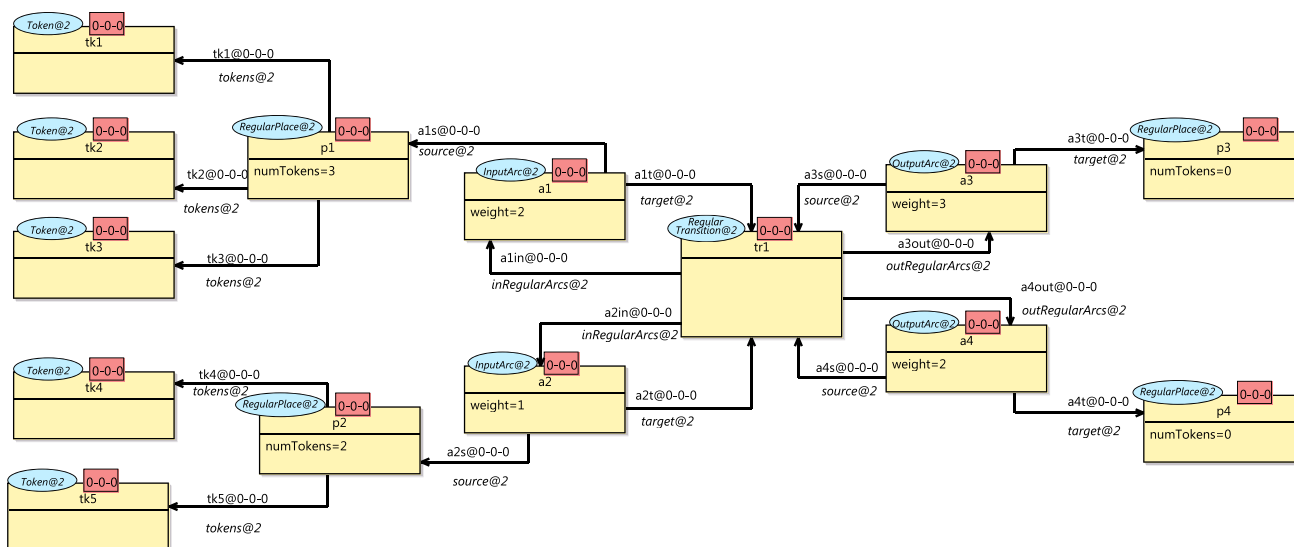 Token@2
0-0-0
tk1
tk1@0-0-0
tokens@2
Token@2
0-0-0
tk2
tk2@0-0-0
tokens@2
Token@2
0-0-0
tk3
tk3@0-0-0
tokens@2
RegularPlace@2
0-0-0
p1
numTokens=3
a1s@0-0-0
source@2
InputArc@2
0-0-0
a1
weight=2
a1t@0-0-0
target@2
a1in@0-0-0
inRegularArcs@2
Regular
Transition@2
0-0-0
tr1
a3s@0-0-0
source@2
OutputArc@2
0-0-0
a3
weight=3
a3t@0-0-0
target@2
RegularPlace@2
0-0-0
p3
numTokens=0
a3out@0-0-0
outRegularArcs@2
a4out@0-0-0
outRegularArcs@2
a2in@0-0-0
inRegularArcs@2
OutputArc@2
0-0-0
a4
weight=2
a4s@0-0-0
source@2
a4t@0-0-0
target@2
RegularPlace@2
0-0-0
p4
numTokens=0
InputArc@2
0-0-0
a2
weight=1
a2t@0-0-0
target@2
a2s@0-0-0
source@2
Token@2
0-0-0
tk4
tk4@0-0-0
tokens@2
RegularPlace@2
0-0-0
p2
numTokens=2
Token@2
0-0-0
tk5
tk5@0-0-0
tokens@2